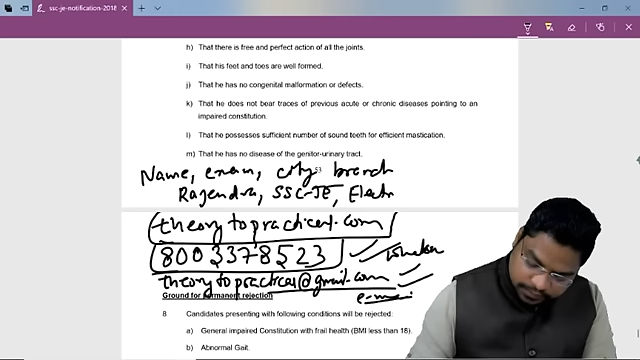 ssc-je-notification-2018
h) That there is free and perfect action of all the joints.
i) That his feet and toes are well formed.
j) That he has no congenital malformation or defects.
k) That he does not bear traces of previous acute or chronic diseases pointing to an
impaired constitution.
l) That he possesses sufficient number of sound teeth for efficient mastication.
m) That he has no disease of the genitor-urinary tract.
53
Name, exam, city branch
Rajendra, SSC-JE, Electr
theorytopractical.com
8003378523
theorytopractical@gmail.com
Ground for permanent rejection
8 Candidates presenting with following conditions will be rejected:
a) General impaired Constitution with frail health (BMI less than 18).
b) Abnormal Gait.